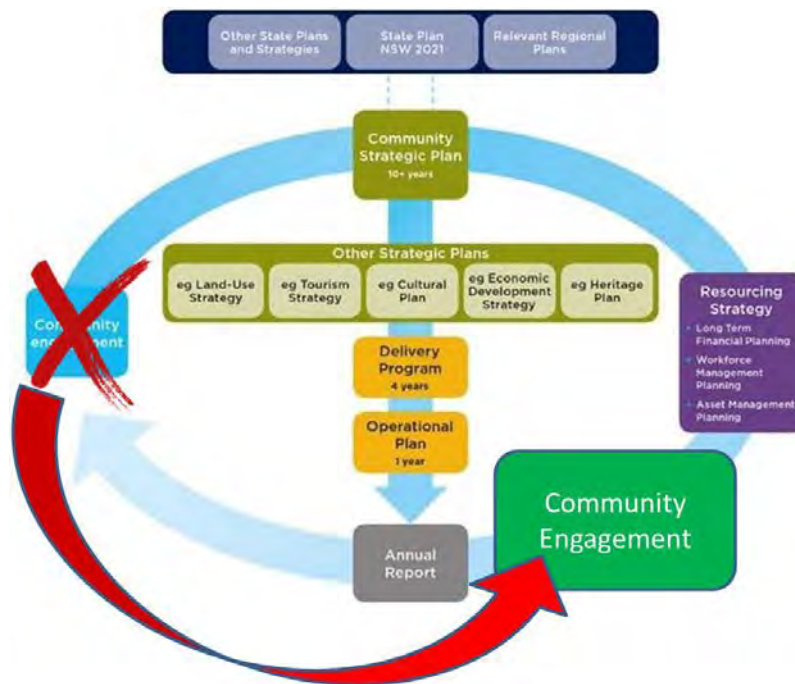 Other State Plans
and Strategies
State Plan
NSW 2021
Relevant Regional
Plans
Community
Strategic Plan
10+ years
Other Strategic Plans
eg Land-Use
Strategy
eg Tourism
Strategy
eg Cultural
Plan
eg Economic
Development
Strategy
eg Heritage
Plan
Community
engagement
Resourcing
Strategy
Long Term
Financial Planning
Workforce
Management
Planning
Asset Management
Planning
Delivery
Program
4 years
Operational
Plan
1 year
Community
Engagement
Annual
Report